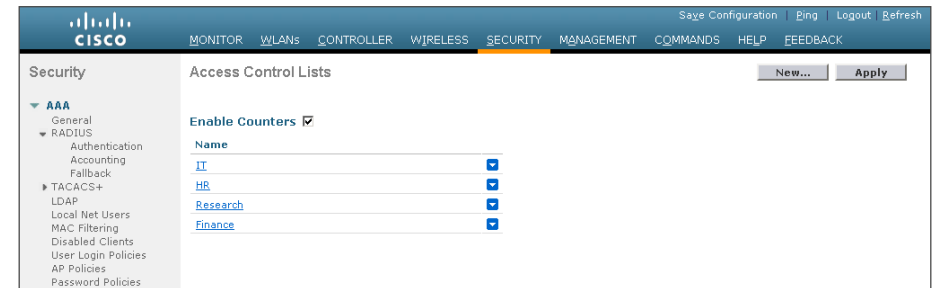 Save Configuration | Ping | Logout | Refresh
CISCO
MONITOR WLANs CONTROLLER WIRELESS SECURITY MANAGEMENT COMMANDS HELP FEEDBACK
Security
Access Control Lists
New...
Apply
AAA
General
RADIUS
Authentication
Accounting
Fallback
TACACS+
LDAP
Local Net Users
MAC Filtering
Disabled Clients
User Login Policies
AP Policies
Password Policies
Enable Counters
Name
IT
HR
Research
Finance